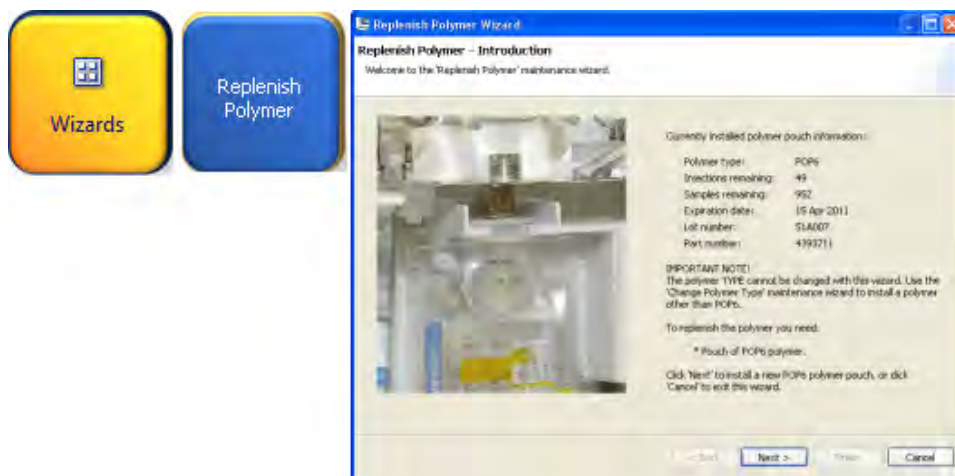 Wizards
Replenish
Polymer
Replenish Polymer Wizard
Replenish Polymer – Introduction
Welcome to the 'Replenish Polymer' maintenance wizard.
Currently installed polymer pouch information:
Polymer type: POP6
Injections remaining: 49
Samples remaining: 952
Expiration date: 15 Apr 2011
Lot number: S1A007
Part number: 4393711
IMPORTANT NOTE!
The polymer TYPE cannot be changed with this wizard. Use the
'Change Polymer Type' maintenance wizard to install a polymer
other than POP6.
To replenish the polymer you need:
* Pouch of POP6 polymer.
Click 'Next' to install a new POP6 polymer pouch, or click
'Cancel' to exit this wizard.
< Back Next > Finish Cancel